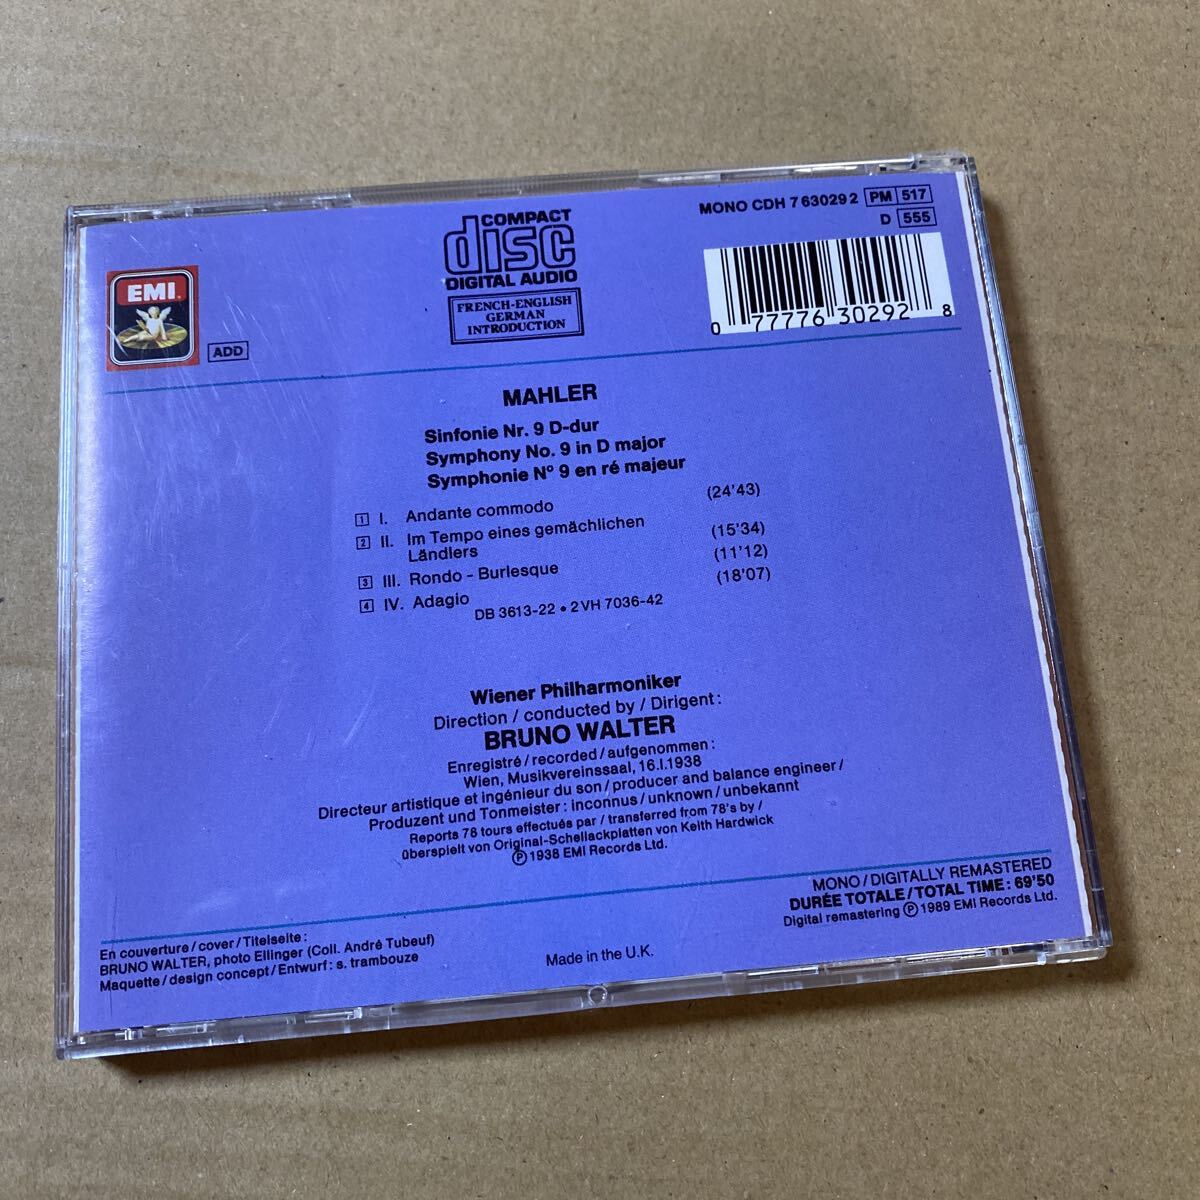 MONO CDH 7 63029 2 PM 517
D 555
COMPACT
disc
DIGITAL AUDIO
FRENCH-ENGLISH
GERMAN
INTRODUCTION
0 77776 30292 8
EMI
ADD
MAHLER
Sinfonie Nr. 9 D-dur
Symphony No. 9 in D major
Symphonie N° 9 en ré majeur
1 I. Andante commodo (24'43)
2 II. Im Tempo eines gemächlichen
Ländlers (15'34)
3 III. Rondo - Burlesque (11'12)
4 IV. Adagio (18'07)
DB 3613-22 • 2 VH 7036-42
Wiener Philharmoniker
Direction / conducted by / Dirigent :
BRUNO WALTER
Enregistré / recorded / aufgenommen :
Wien, Musikvereinssaal, 16.I.1938
Directeur artistique et ingénieur du son / producer and balance engineer /
Produzent und Tonmeister : inconnus / unknown / unbekannt
Reports 78 tours effectués par / transferred from 78's by /
überspielt von Original-Schellackplatten von Keith Hardwick
℗ 1938 EMI Records Ltd.
MONO / DIGITALLY REMASTERED
DURÉE TOTALE / TOTAL TIME : 69'50
Digital remastering ℗ 1989 EMI Records Ltd.
En couverture / cover / Titelseite :
BRUNO WALTER, photo Ellinger (Coll. André Tubeuf)
Maquette / design concept / Entwurf : s. trambouze
Made in the U.K.